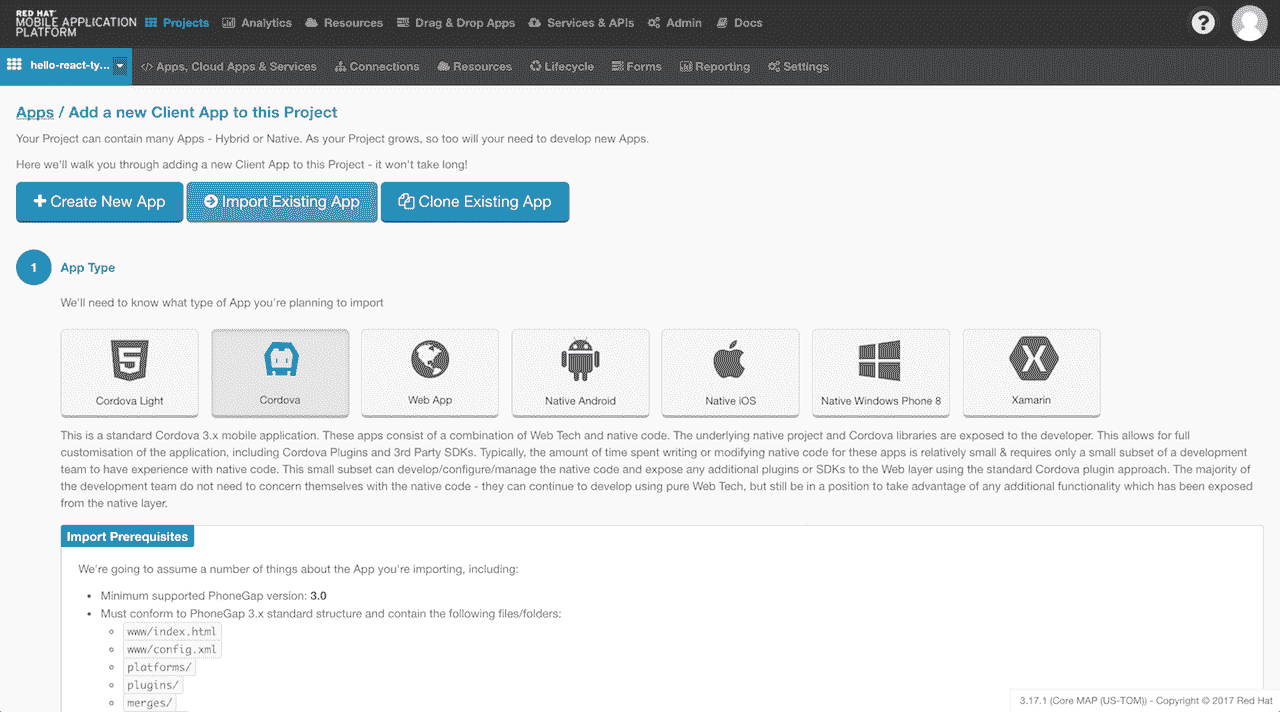 RED HAT
MOBILE APPLICATION
PLATFORM
Projects Analytics Resources Drag & Drop Apps Services & APIs Admin Docs
?
hello-react-ty... </> Apps, Cloud Apps & Services Connections Resources Lifecycle Forms Reporting Settings
Apps / Add a new Client App to this Project
Your Project can contain many Apps - Hybrid or Native. As your Project grows, so too will your need to develop new Apps.
Here we'll walk you through adding a new Client App to this Project - it won't take long!
Create New App Import Existing App Clone Existing App
1 App Type
We'll need to know what type of App you're planning to import
Cordova Light Cordova Web App Native Android Native iOS Native Windows Phone 8 Xamarin
This is a standard Cordova 3.x mobile application. These apps consist of a combination of Web Tech and native code. The underlying native project and Cordova libraries are exposed to the developer. This allows for full
customisation of the application, including Cordova Plugins and 3rd Party SDKs. Typically, the amount of time spent writing or modifying native code for these apps is relatively small & requires only a small subset of a development
team to have experience with native code. This small subset can develop/configure/manage the native code and expose any additional plugins or SDKs to the Web layer using the standard Cordova plugin approach. The majority of
the development team do not need to concern themselves with the native code - they can continue to develop using pure Web Tech, but still be in a position to take advantage of any additional functionality which has been exposed
from the native layer.
Import Prerequisites
We're going to assume a number of things about the App you're importing, including:
Minimum supported PhoneGap version: 3.0
Must conform to PhoneGap 3.x standard structure and contain the following files/folders:
www/index.html
www/config.xml
platforms/
plugins/
merges/
3.17.1 (Core MAP (US-TOM)) - Copyright © 2017 Red Hat